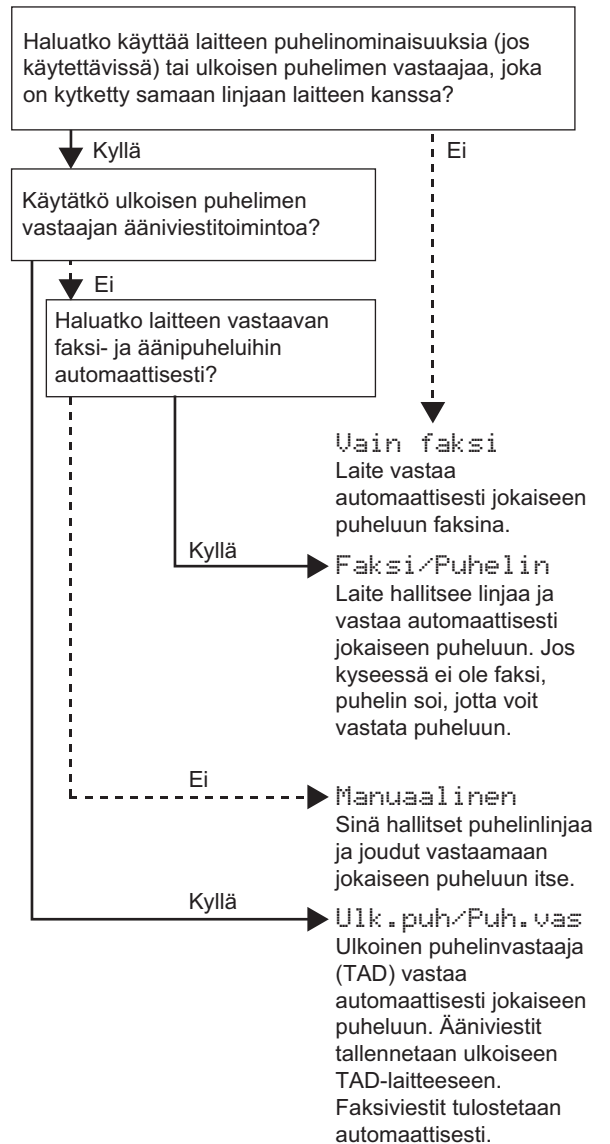 Haluatko käyttää laitteen puhelinominaisuuksia (jos
käytettävissä) tai ulkoisen puhelimen vastaajaa, joka
on kytketty samaan linjaan laitteen kanssa?
Kyllä
Ei
Käytätkö ulkoisen puhelimen
vastaajan ääniviestitoimintoa?
Ei
Haluatko laitteen vastaavan
faksi- ja äänipuheluihin
automaattisesti?
Vain faksi
Laite vastaa
automaattisesti jokaiseen
puheluun faksina.
Kyllä
Faksi/Puhelin
Laite hallitsee linjaa ja
vastaa automaattisesti
jokaiseen puheluun. Jos
kyseessä ei ole faksi,
puhelin soi, jotta voit
vastata puheluun.
Ei
Manuaalinen
Sinä hallitset puhelinlinjaa
ja joudut vastaamaan
jokaiseen puheluun itse.
Kyllä
Ulk.puh/Puh.vas
Ulkoinen puhelinvastaaja
(TAD) vastaa
automaattisesti jokaiseen
puheluun. Ääniviestit
tallennetaan ulkoiseen
TAD-laitteeseen.
Faksiviestit tulostetaan
automaattisesti.